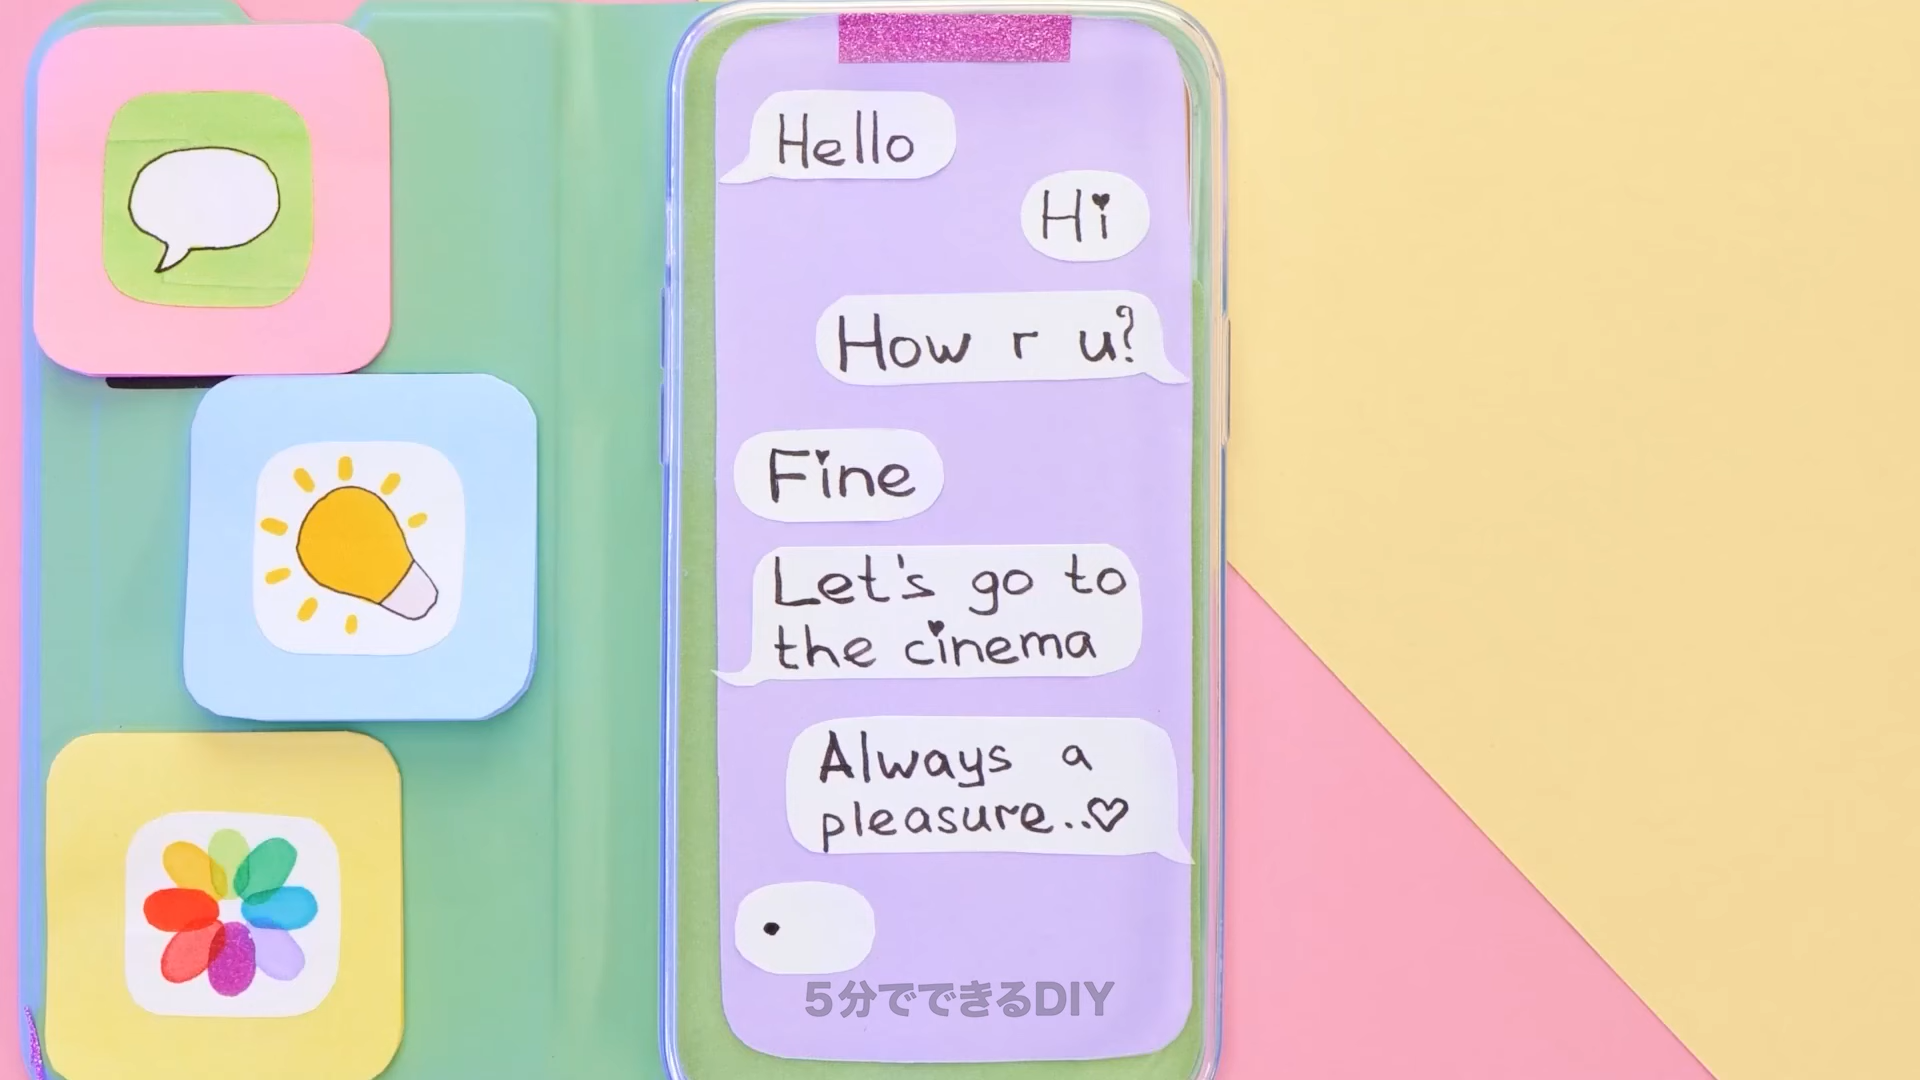 Hello
Hi
How r u?
Fine
Let's go to
the cinema
Always a
pleasure..♡
5分でできるDIY